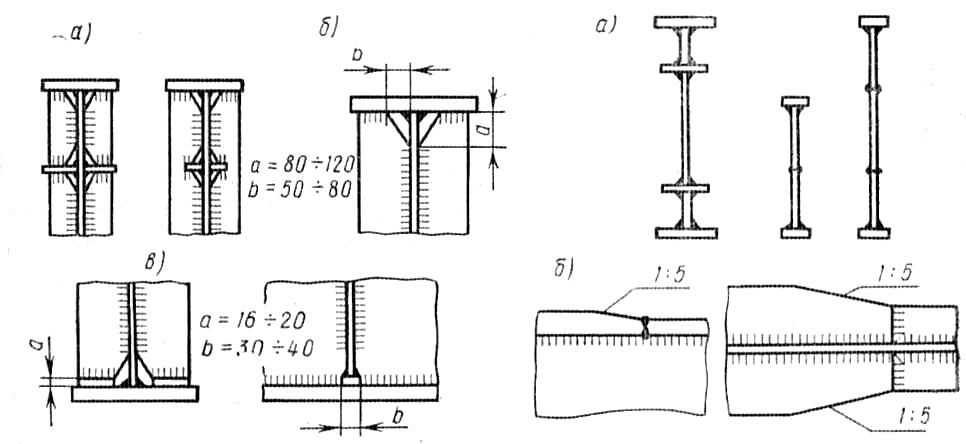 а)
б)
b
a
a = 80 ÷ 120
b = 50 ÷ 80
в)
a
a = 16 ÷ 20
b = 30 ÷ 40
b
а)
б)
1:5
1:5
1:5